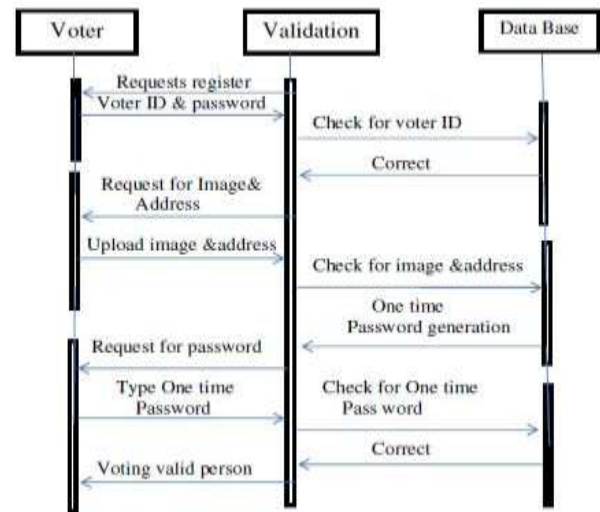 Voter
Validation
Data Base
Requests register
Voter ID & password
Check for voter ID
Correct
Request for Image&
Address
Upload image &address
Check for image &address
One time
Password generation
Request for password
Type One time
Password
Check for One time
Pass word
Correct
Voting valid person